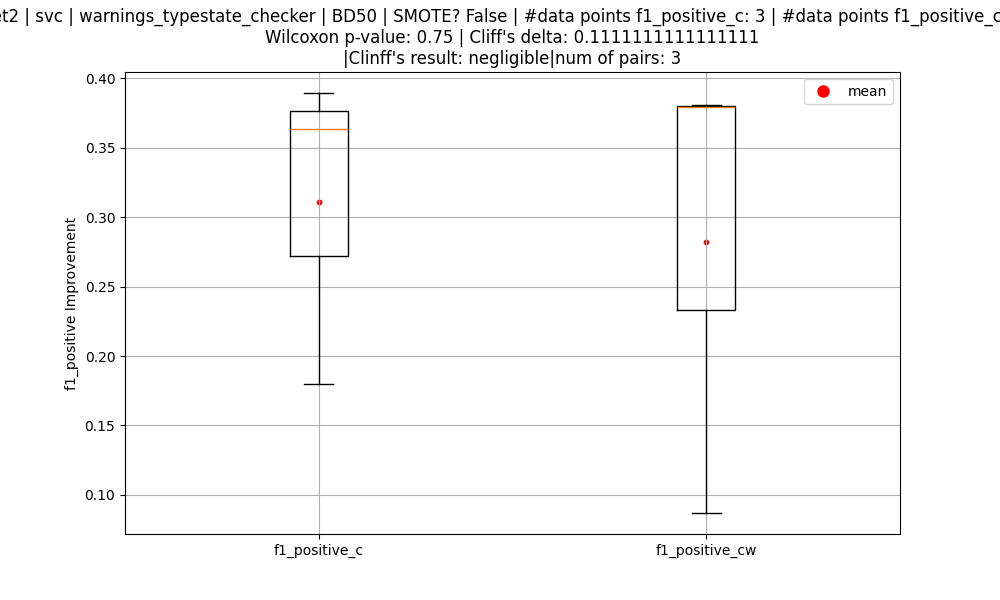 | svc | warnings_typestate_checker | BD50 | SMOTE? False | #data points f1_positive_c: 3 | #data points
Wilcoxon p-value: 0.75 | Cliff's delta: 0.1111111111111111
|Clinff's result: negligible|num of pairs: 3
mean
0.40
0.35
0.30
0.25
0.20
0.15
0.10
f1_positive Improvement
f1_positive_c
f1_positive_cw